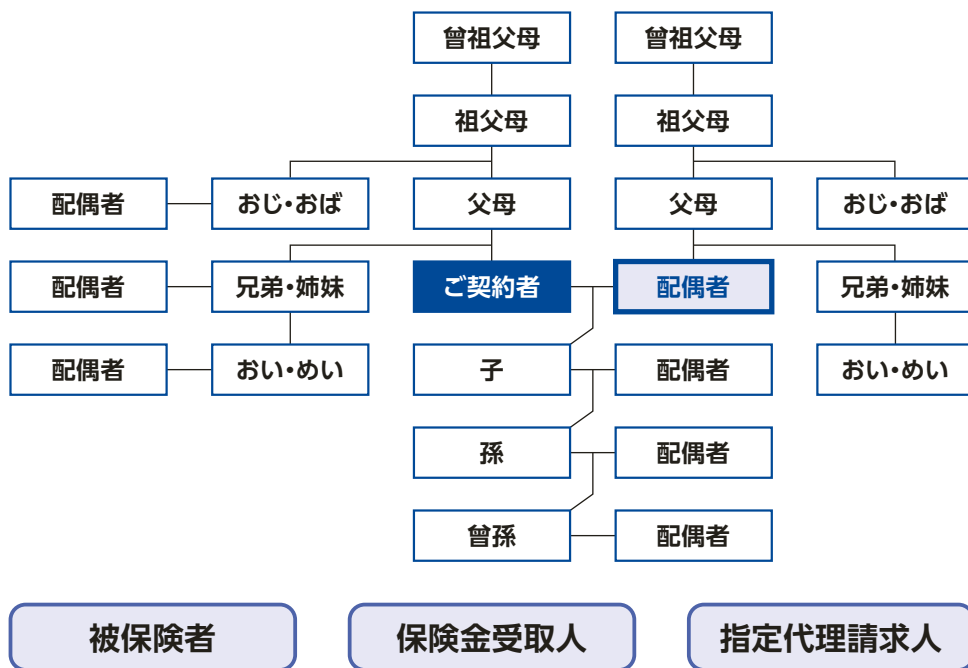 曾祖父母
曾祖父母
祖父母
祖父母
配偶者
おじ・おば
父母
父母
おじ・おば
配偶者
兄弟・姉妹
ご契約者
配偶者
兄弟・姉妹
配偶者
おい・めい
子
配偶者
おい・めい
孫
配偶者
曾孫
配偶者
被保険者
保険金受取人
指定代理請求人